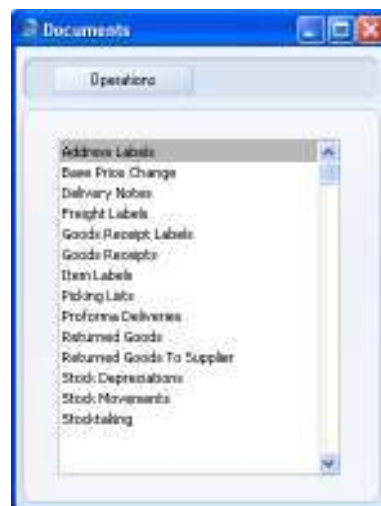 Documents
Operations
Address Labels
Base Price Change
Delivery Notes
Freight Labels
Goods Receipt Labels
Goods Receipts
Item Labels
Picking Lists
Proforma Deliveries
Returned Goods
Returned Goods To Supplier
Stock Depreciations
Stock Movements
Stocktaking